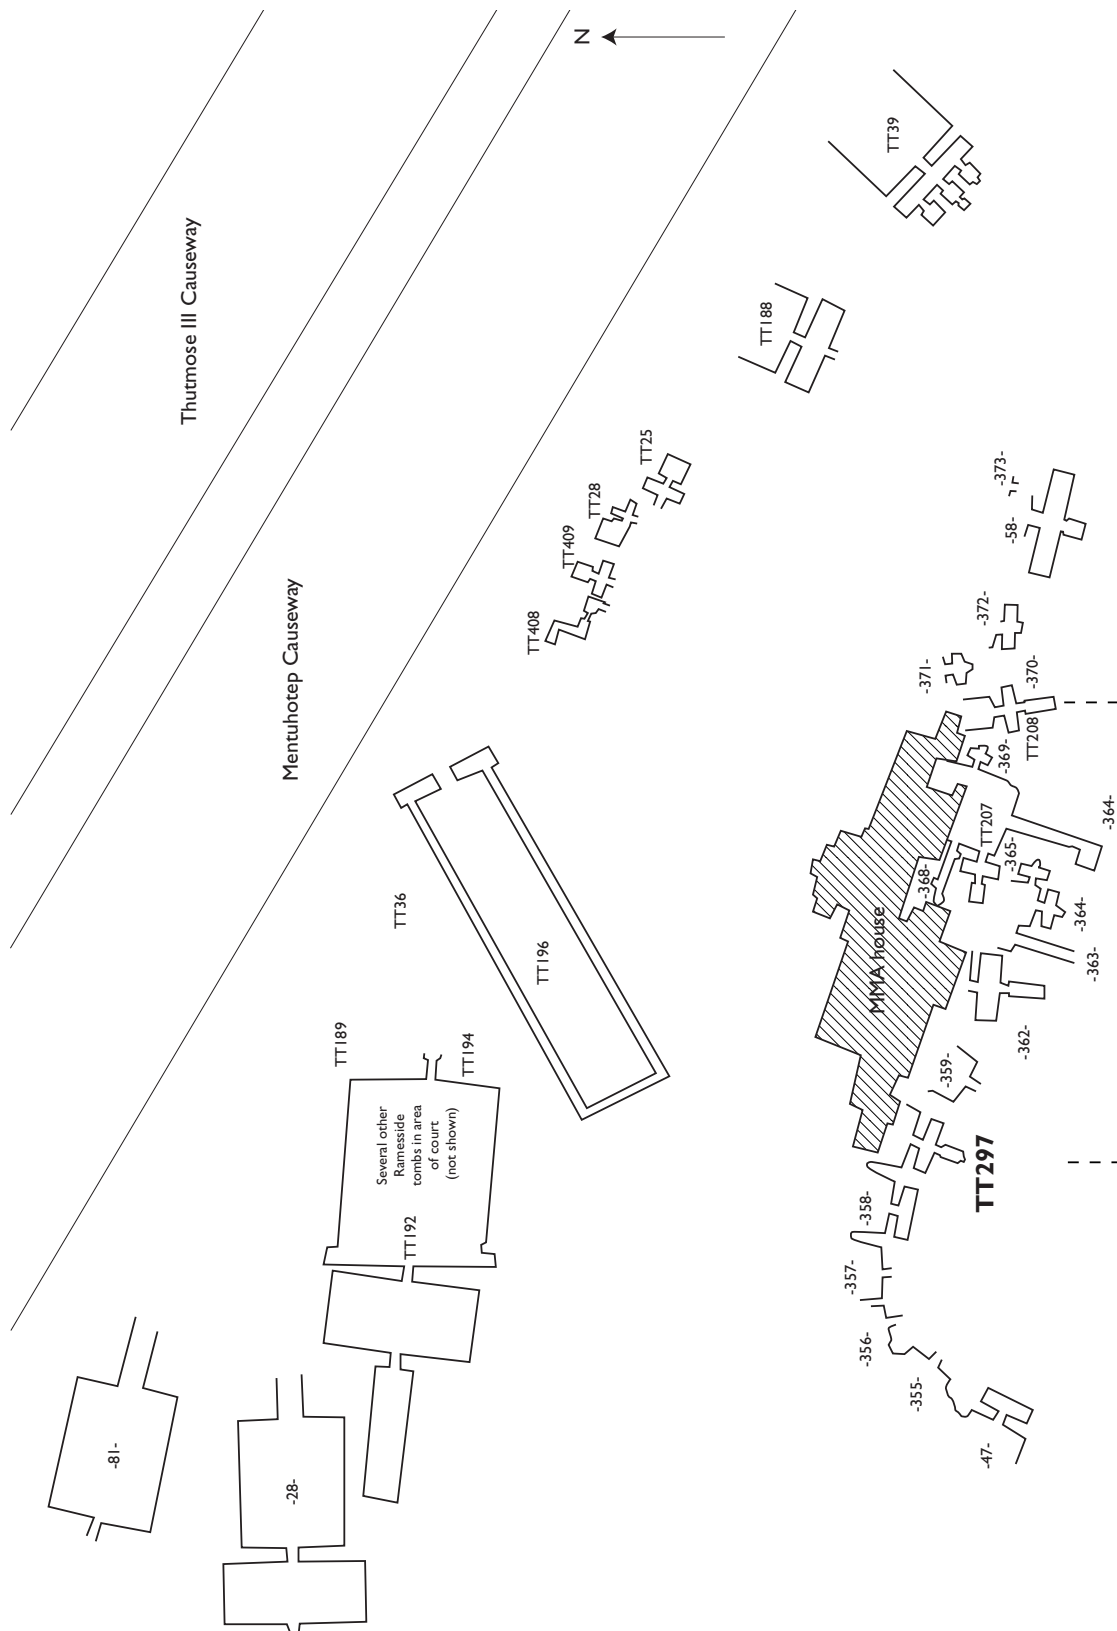 N
Thutmose III Causeway
Mentuhotep Causeway
TT39
TT188
TT25
TT28
TT409
TT408
-373-
-58-
-372-
-371-
-370-
TT208
-369-
TT207
-364-
-365-
-368-
-364-
-363-
-362-
MMA house
-359-
TT297
-358-
-357-
-356-
-355-
-47-
TT36
TT196
TT189
TT194
Several other
Ramesside
tombs in area
of court
(not shown)
TT192
-28-
-81-